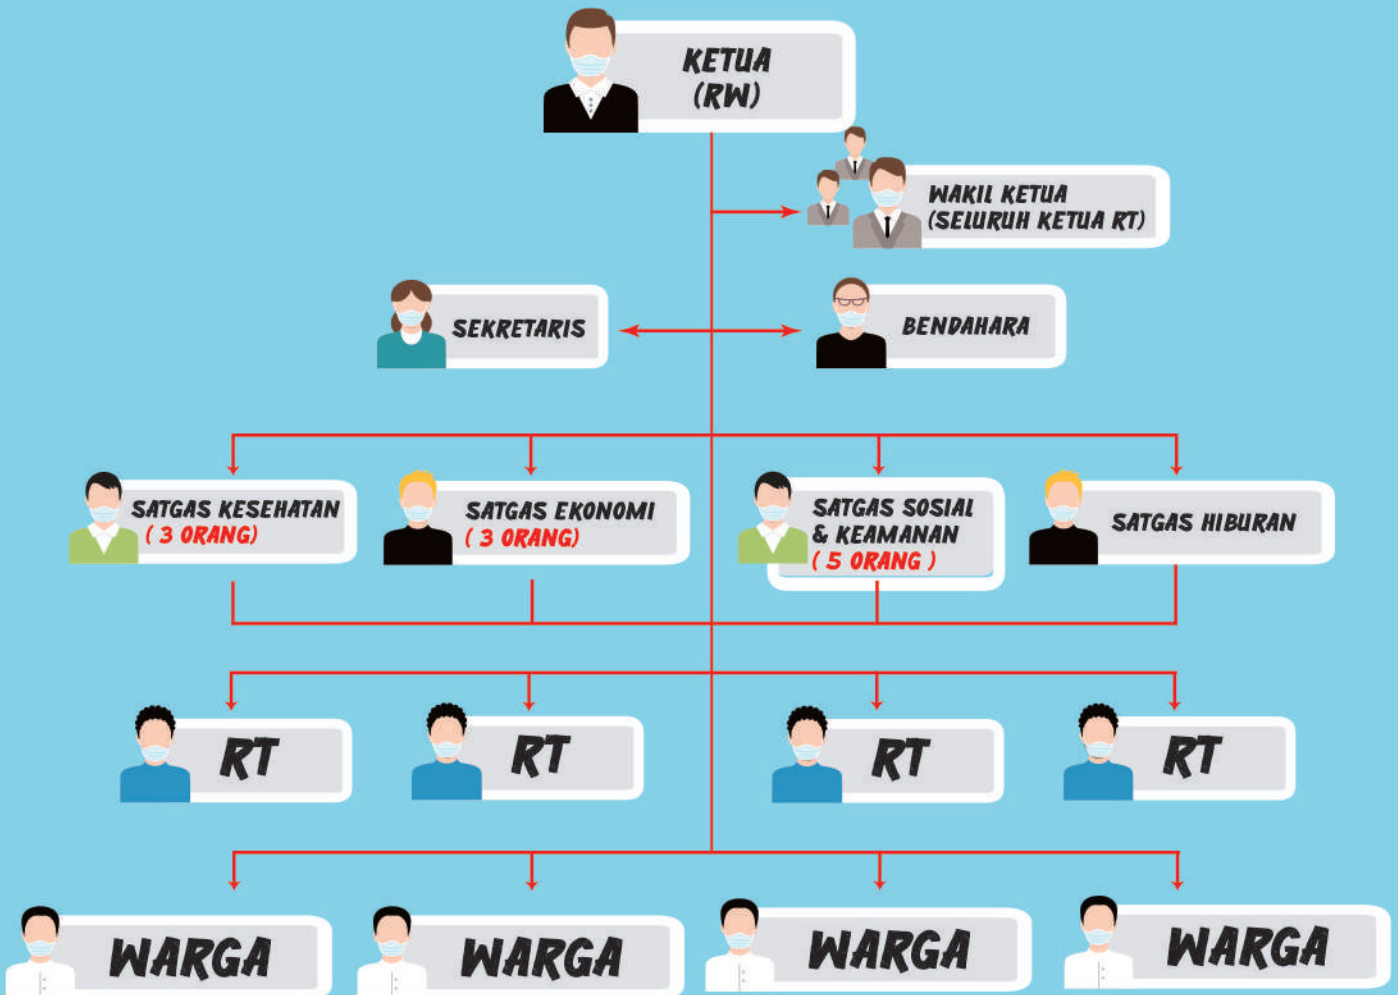 KETUA
(RW)
WAKIL KETUA
(SELURUH KETUA RT)
SEKRETARIS
BENDAHARA
SATGAS KESEHATAN
( 3 ORANG)
SATGAS EKONOMI
( 3 ORANG)
SATGAS SOSIAL
& KEAMANAN
( 5 ORANG )
SATGAS HIBURAN
RT
RT
RT
RT
WARGA
WARGA
WARGA
WARGA